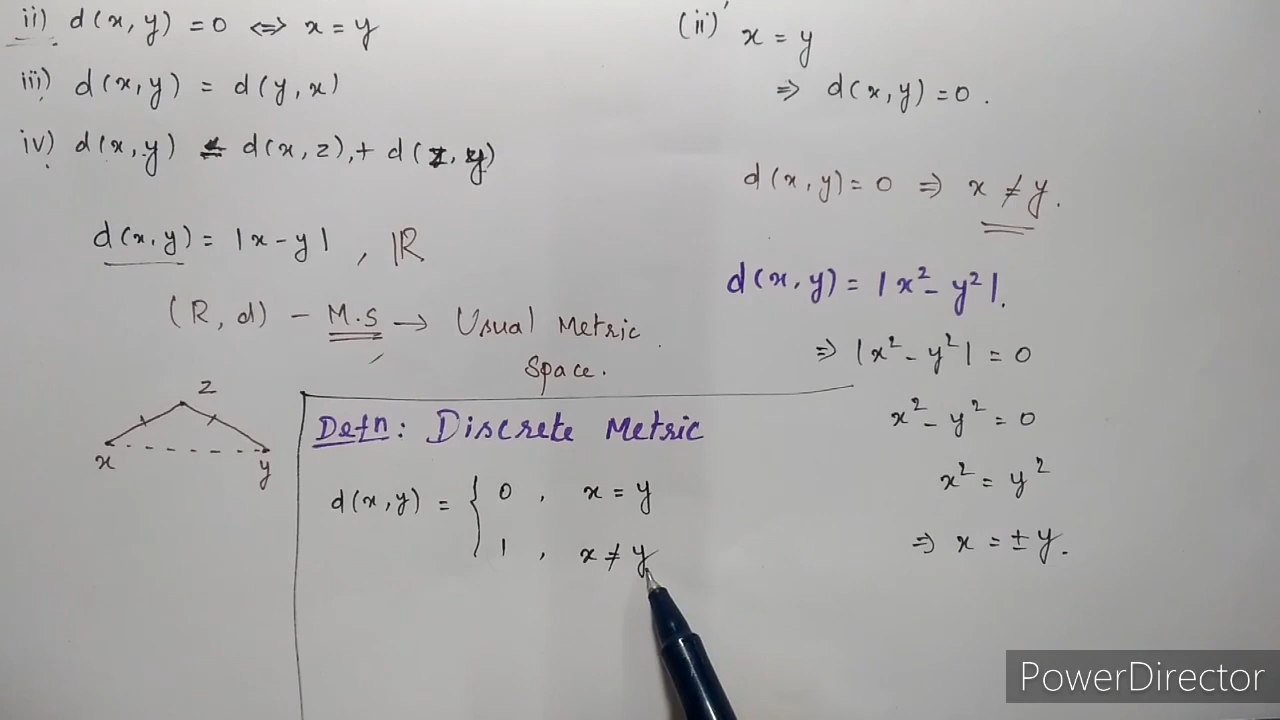 ii) d(x, y) = 0 ⇔ x = y
iii) d(x, y) = d(y, x)
iv) d(x, y) ≤ d(x, z) + d(z, y)
d(x, y) = |x - y| , ℝ
(R, d) - M.S → Usual Metric
Space.
z
x
y
Defn: Discrete Metric
d(x, y) = { 0 , x = y
1 , x ≠ y
(ii)' x = y
⇒ d(x, y) = 0 .
d(x, y) = 0 ⇒ x ≠ y.
d(x, y) = |x² - y²|.
⇒ |x² - y²| = 0
x² - y² = 0
x² = y²
⇒ x = ± y.
PowerDirector